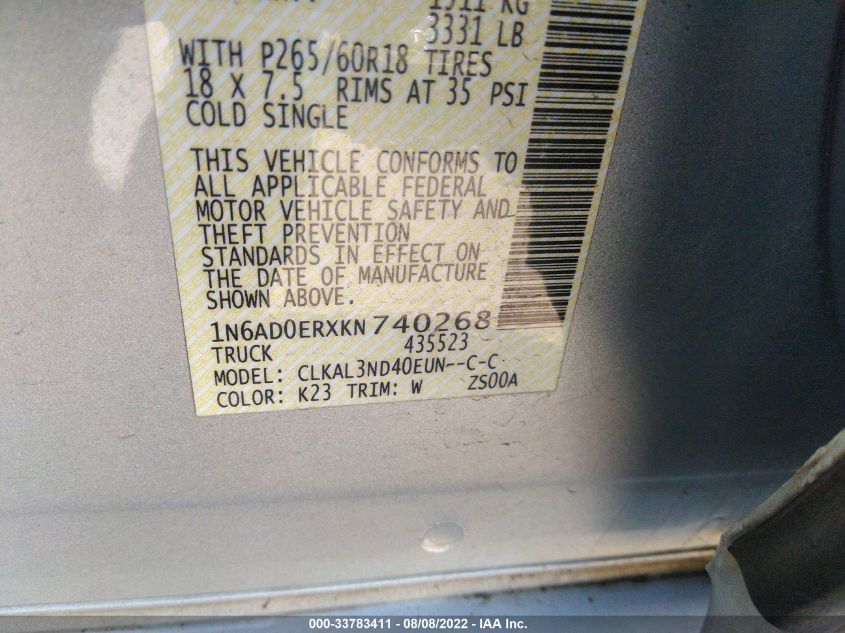 1511 KG
3331 LB
WITH P265/60R18 TIRES
18 X 7.5 RIMS AT 35 PSI
COLD SINGLE
THIS VEHICLE CONFORMS TO
ALL APPLICABLE FEDERAL
MOTOR VEHICLE SAFETY AND
THEFT PREVENTION
STANDARDS IN EFFECT ON
THE DATE OF MANUFACTURE
SHOWN ABOVE.
1N6AD0ERXKN740268
TRUCK 435523
MODEL: CLKAL3ND40EUN--C-C
COLOR: K23 TRIM: W ZS00A
000-33783411 - 08/08/2022 - IAA Inc.